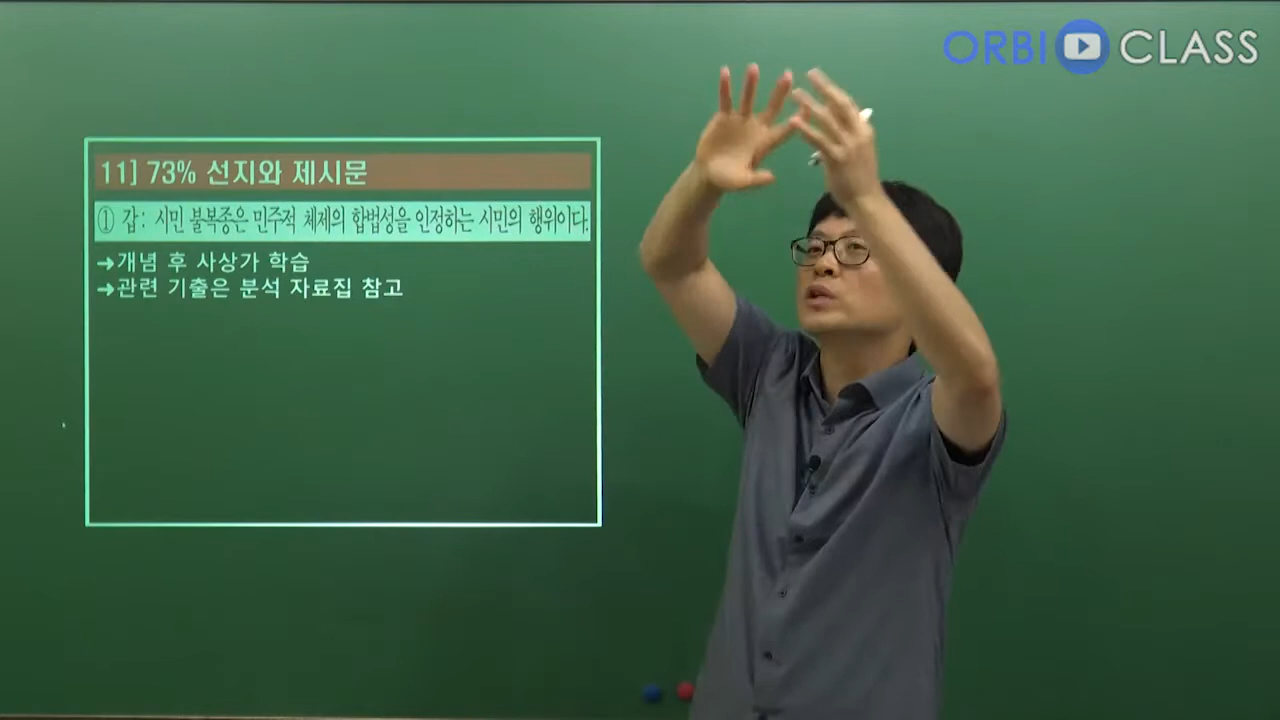 ORBI CLASS
11] 73% 선지와 제시문
① 갑: 시민 불복종은 민주적 체제의 합법성을 인정하는 시민의 행위이다.
➔개념 후 사상가 학습
➔관련 기출은 분석 자료집 참고